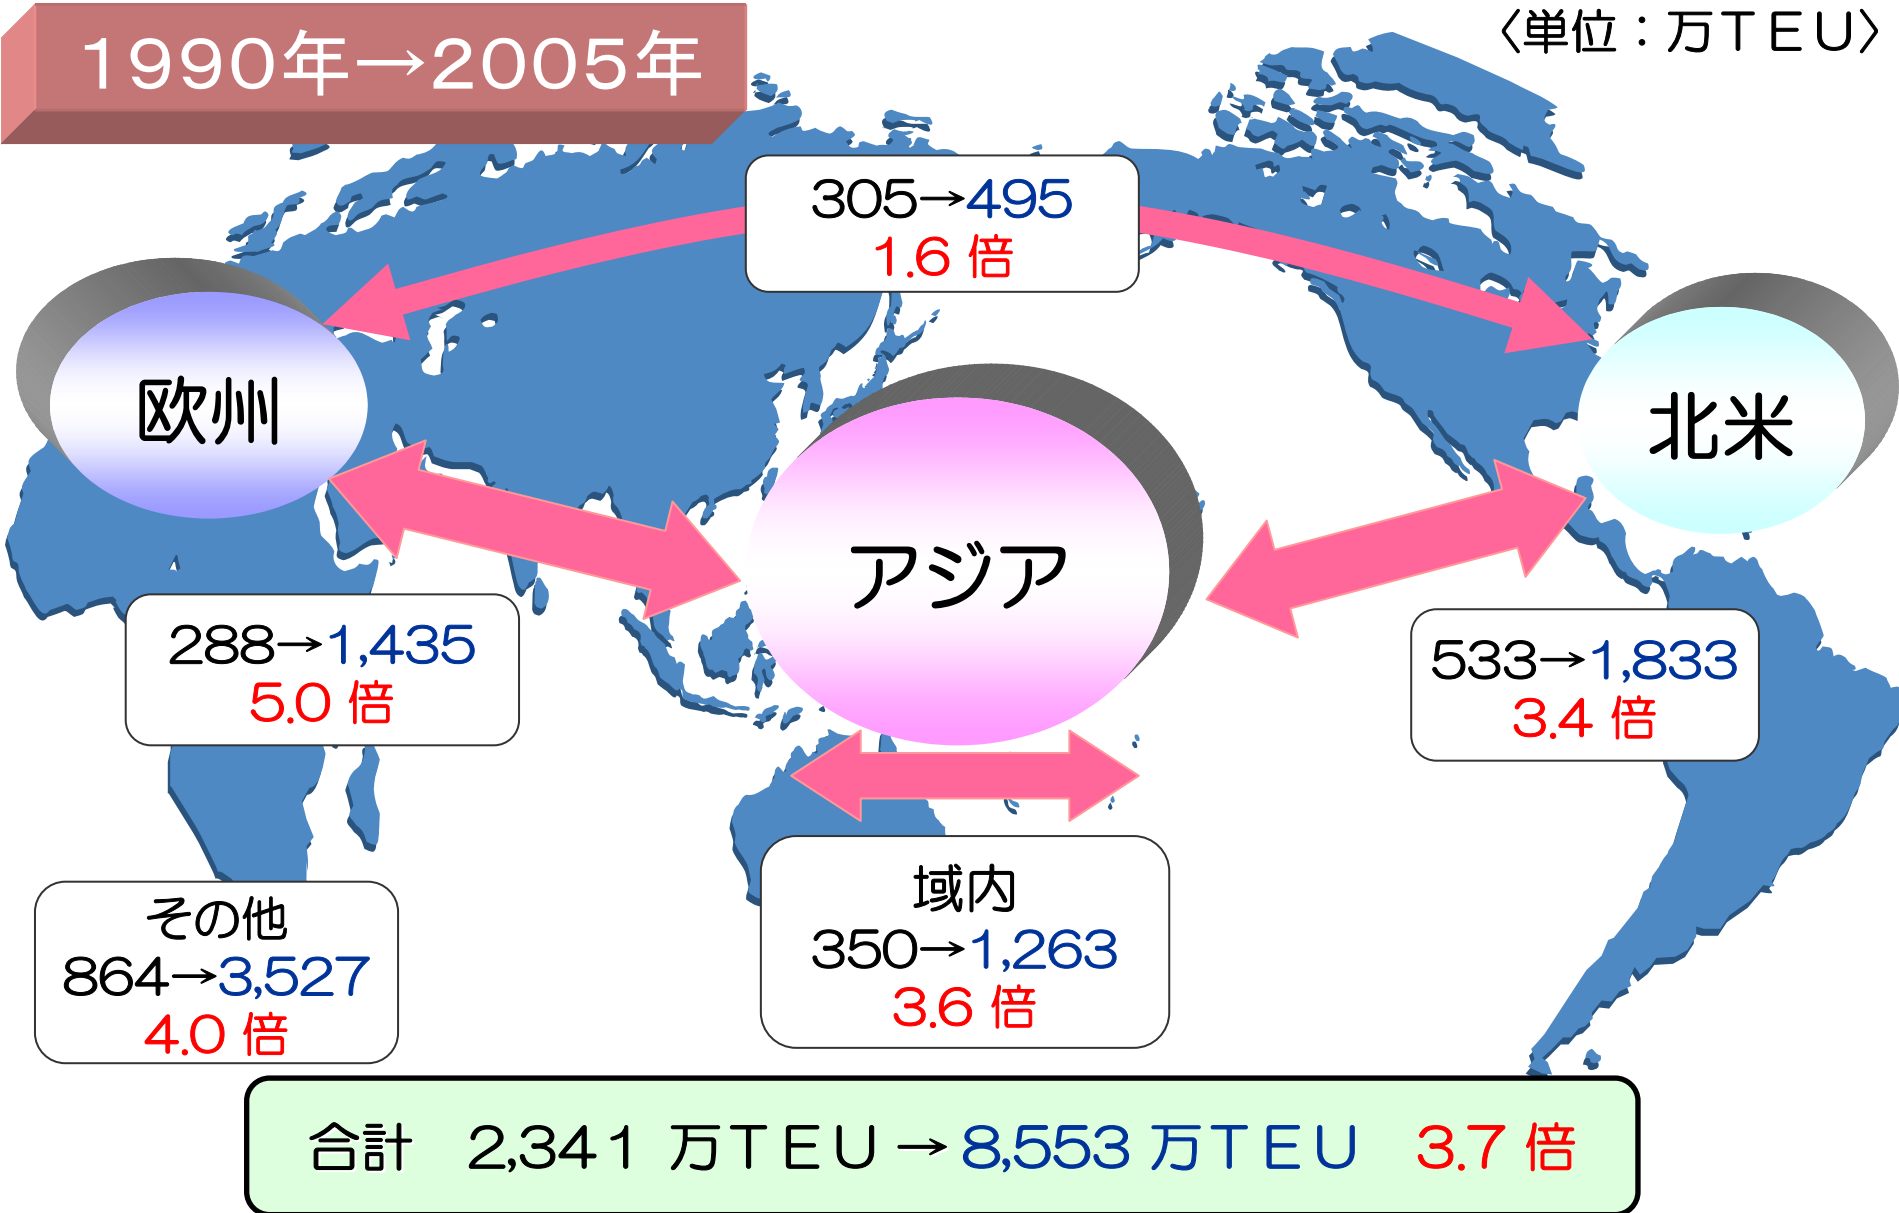 1990年→2005年
〈単位：万ＴＥＵ〉
305→495
1.6 倍
欧州
北米
アジア
288→1,435
5.0 倍
533→1,833
3.4 倍
域内
350→1,263
3.6 倍
その他
864→3,527
4.0 倍
合計　2,341 万ＴＥＵ→8,553 万ＴＥＵ　3.7 倍